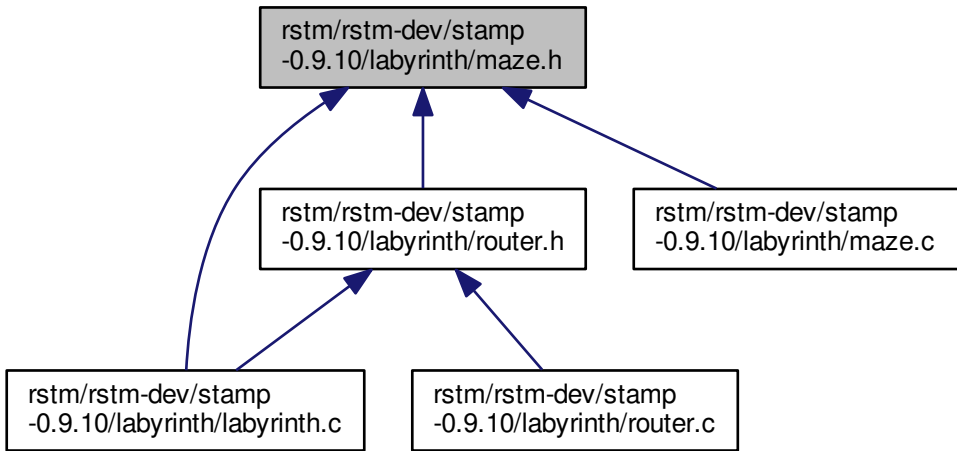 rstm/rstm-dev/stamp
-0.9.10/labyrinth/maze.h
rstm/rstm-dev/stamp
-0.9.10/labyrinth/router.h
rstm/rstm-dev/stamp
-0.9.10/labyrinth/maze.c
rstm/rstm-dev/stamp
-0.9.10/labyrinth/labyrinth.c
rstm/rstm-dev/stamp
-0.9.10/labyrinth/router.c